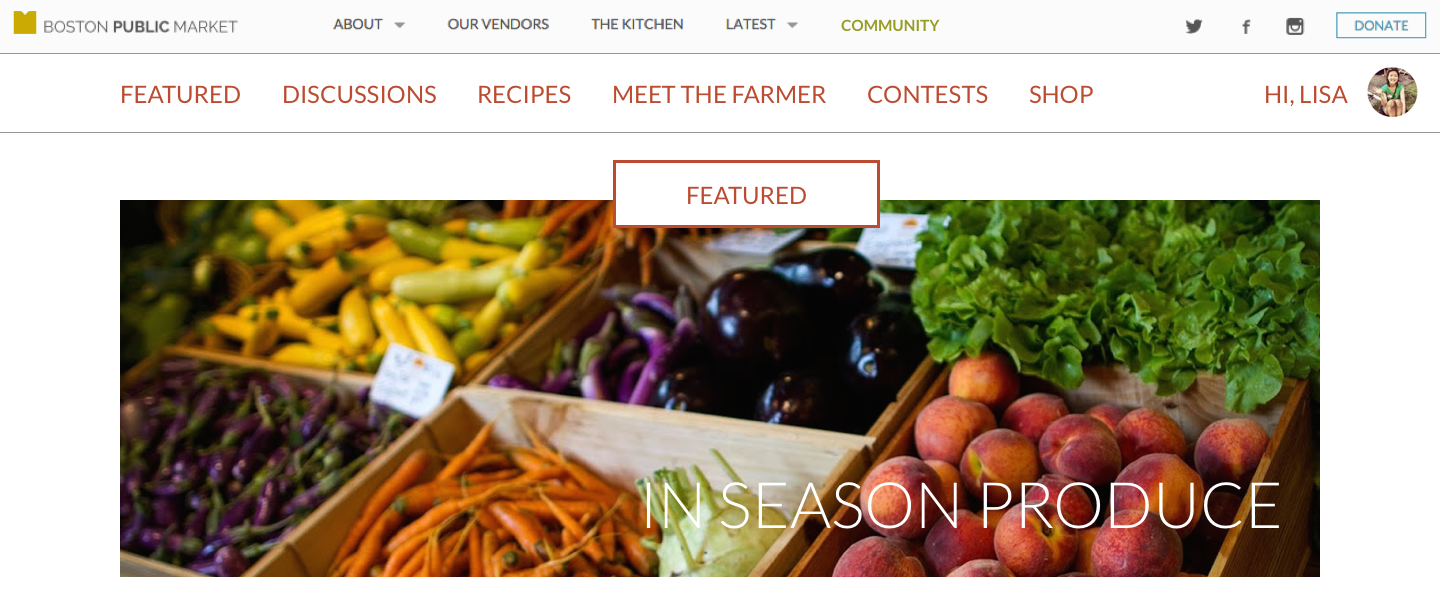 BOSTON PUBLIC MARKET ABOUT OUR VENDORS THE KITCHEN LATEST COMMUNITY DONATE
FEATURED DISCUSSIONS RECIPES MEET THE FARMER CONTESTS SHOP HI, LISA
FEATURED
IN SEASON PRODUCE